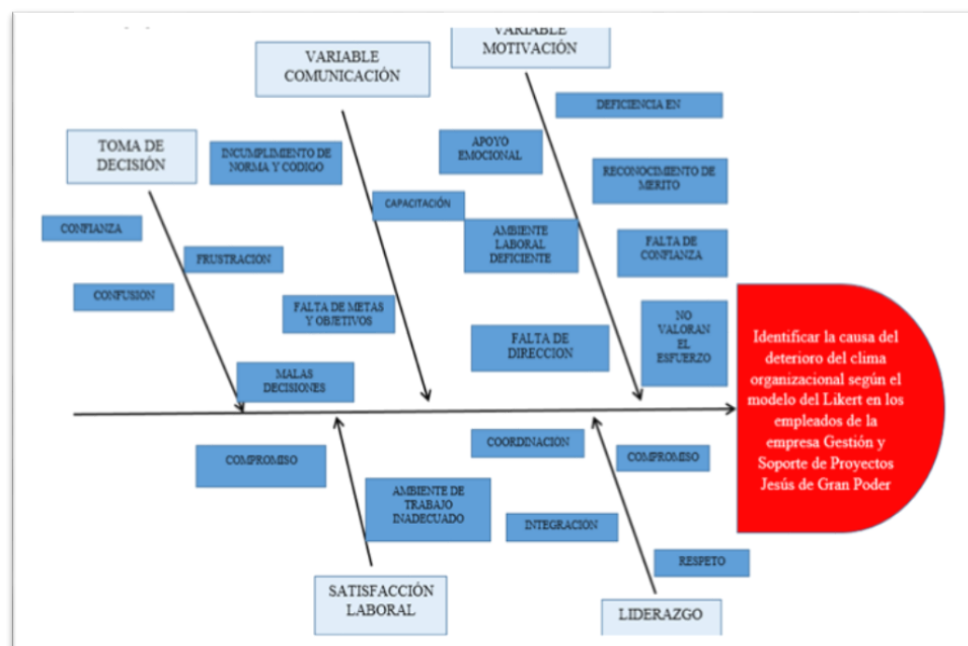 VARIABLE
COMUNICACIÓN
VARIABLE
MOTIVACIÓN
TOMA DE
DECISIÓN
INCUMPLIMIENTO DE
NORMA Y CODIGO
APOYO
EMOCIONAL
DEFICIENCIA EN
RECONOCIMIENTO DE
MERITO
CAPACITACIÓN
CONFIANZA
FRUSTRACIÓN
AMBIENTE
LABORAL
DEFICIENTE
FALTA DE
CONFIANZA
CONFUSION
FALTA DE METAS
Y OBJETIVOS
FALTA DE
DIRECCION
NO
VALORAN
EL
ESFUERZO
MALAS
DECISIONES
Identificar la causa del
deterioro del clima
organizacional según el
modelo del Likert en los
empleados de la
empresa Gestión y
Soporte de Proyectos
Jesús de Gran Poder
COMPROMISO
COORDINACIÓN
COMPROMISO
AMBIENTE DE
TRABAJO
INADECUADO
INTEGRACIÓN
RESPETO
SATISFACCIÓN
LABORAL
LIDERAZGO